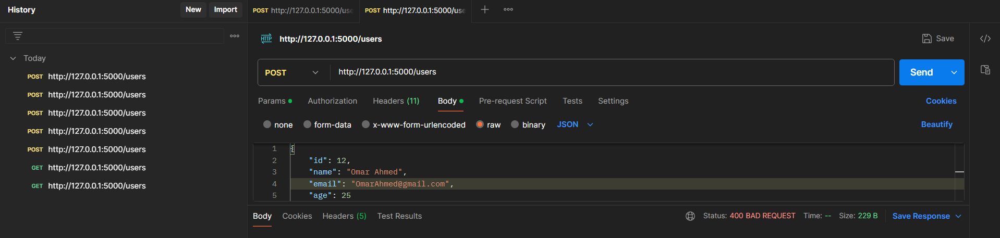 History New Import
POST http://127.0.0.1:5000/use POST http://127.0.0.1:5000/use
http://127.0.0.1:5000/users Save
Today
POST http://127.0.0.1:5000/users
POST http://127.0.0.1:5000/users
POST http://127.0.0.1:5000/users
POST http://127.0.0.1:5000/users
POST http://127.0.0.1:5000/users
GET http://127.0.0.1:5000/users
GET http://127.0.0.1:5000/users
HTTP
POST http://127.0.0.1:5000/users Send
Params Authorization Headers (11) Body Pre-request Script Tests Settings Cookies
none form-data x-www-form-urlencoded raw binary JSON Beautify
1 {
2 "id": 12,
3 "name": "Omar Ahmed",
4 "email": "OmarAhmed@gmail.com",
5 "age": 25
Body Cookies Headers (5) Test Results Status: 400 BAD REQUEST Time: -- Size: 229 B Save Response